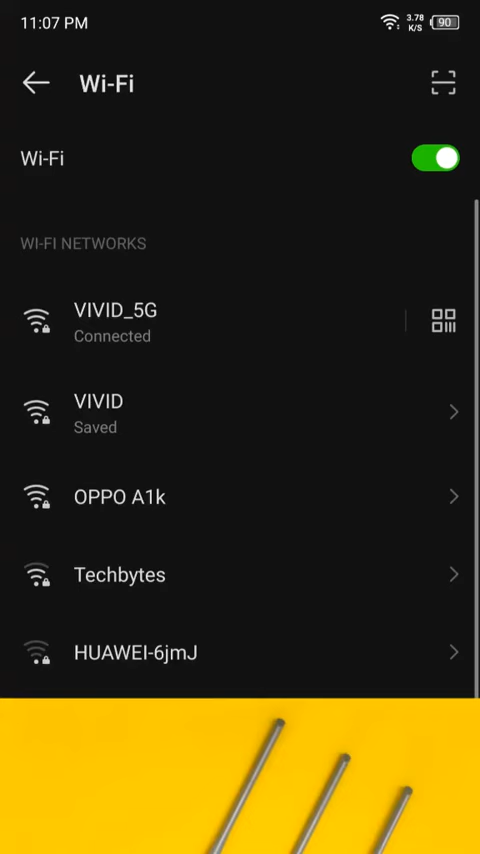 11:07 PM
3.78
K/S
90
Wi-Fi
Wi-Fi
WI-FI NETWORKS
VIVID_5G
Connected
VIVID
Saved
OPPO A1k
Techbytes
HUAWEI-6jmJ